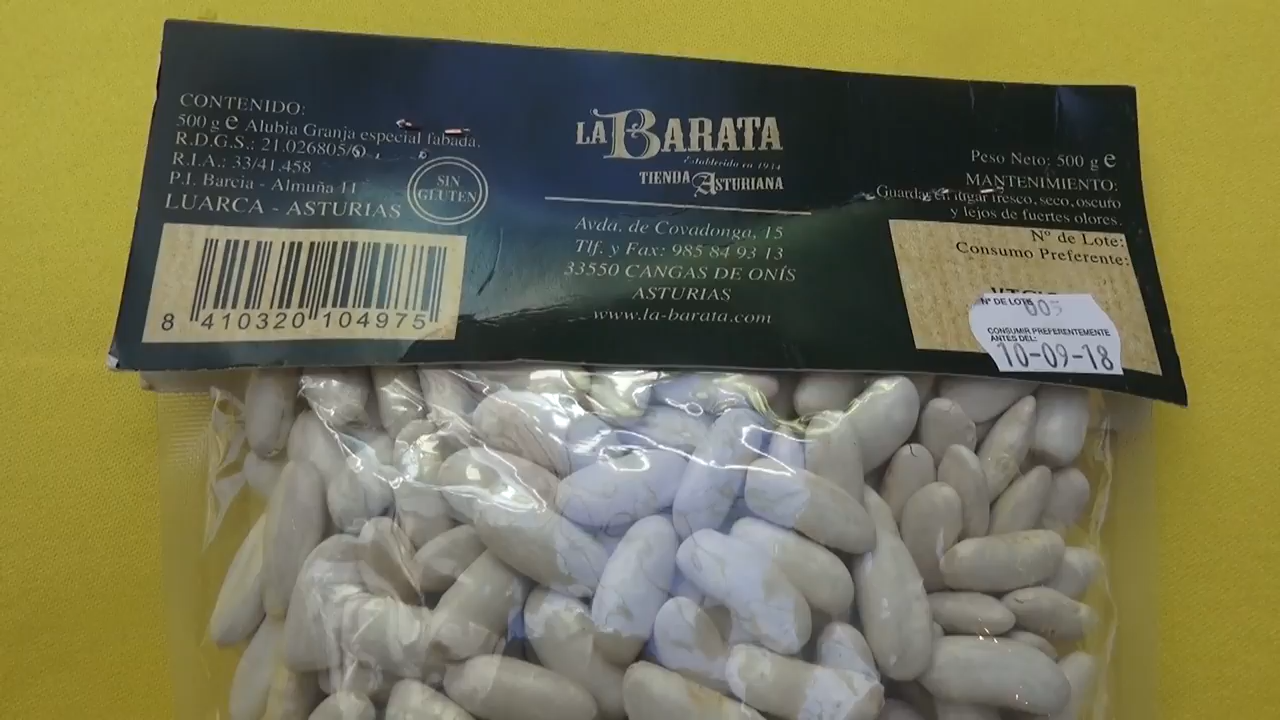 CONTENIDO:
500 g e Alubia Granja especial fabada.
R.D.G.S.: 21.026805/
R.I.A.: 33/41.458
P.I. Barcia - Almuña 11
LUARCA - ASTURIAS
SIN
GLUTEN
8 410320 104975
LA BARATA
Establecida en 1914
TIENDA ASTURIANA
Avda. de Covadonga, 15
Tlf. y Fax: 985 84 93 13
33550 CANGAS DE ONÍS
ASTURIAS
www.la-barata.com
Peso Neto: 500 g e
MANTENIMIENTO:
Guardar en lugar fresco, seco, oscuro
y lejos de fuertes olores.
Nº de Lote:
Consumo Preferente:
Nº DE LOTE
CONSUMIR PREFERENTEMENTE
ANTES DEL:
10-09-18